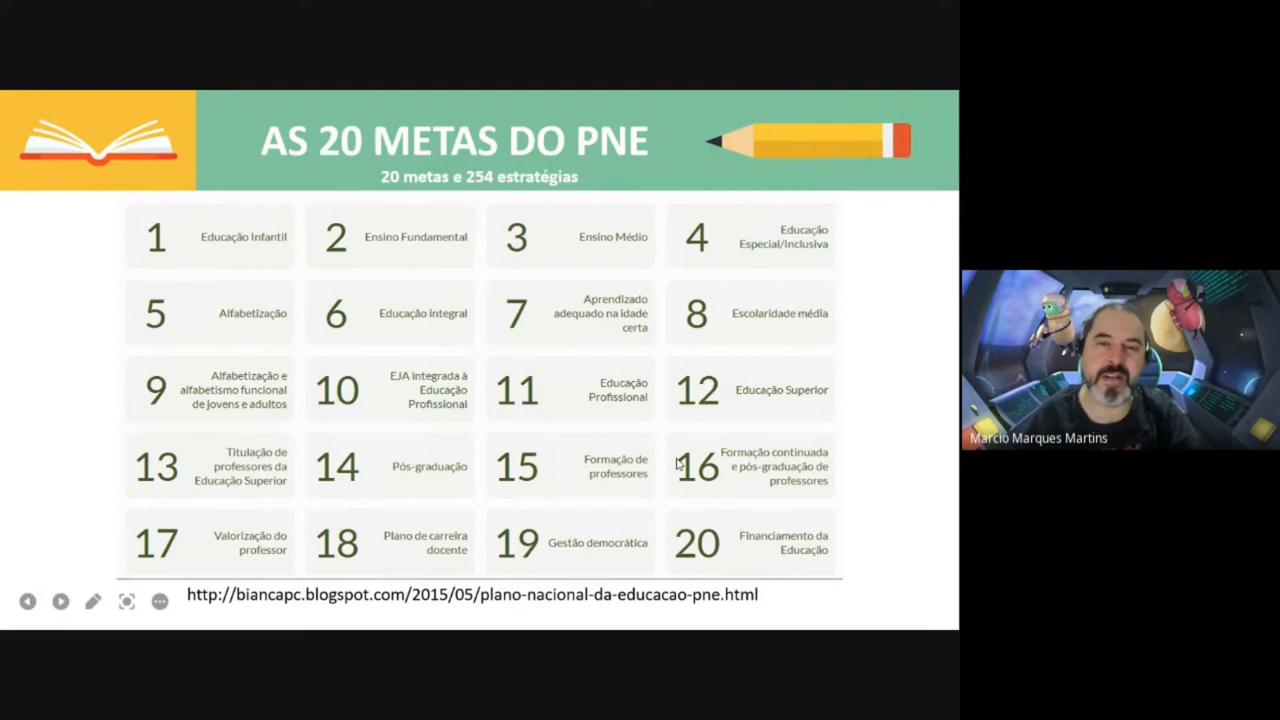 AS 20 METAS DO PNE
20 metas e 254 estratégias
1
Educação Infantil
2
Ensino Fundamental
3
Ensino Médio
4
Educação
Especial/Inclusiva
5
Alfabetização
6
Educação integral
7
Aprendizado
adequado na idade
certa
8
Escolaridade média
9
Alfabetização e
alfabetismo funcional
de jovens e adultos
10
EJA integrada à
Educação
Profissional
11
Educação
Profissional
12
Educação Superior
13
Titulação de
professores da
Educação Superior
14
Pós-graduação
15
Formação de
professores
16
Formação continuada
e pós-graduação de
professores
17
Valorização do
professor
18
Plano de carreira
docente
19
Gestão democrática
20
Financiamento da
Educação
http://biancapc.blogspot.com/2015/05/plano-nacional-da-educacao-pne.html
Marcio Marques Martins